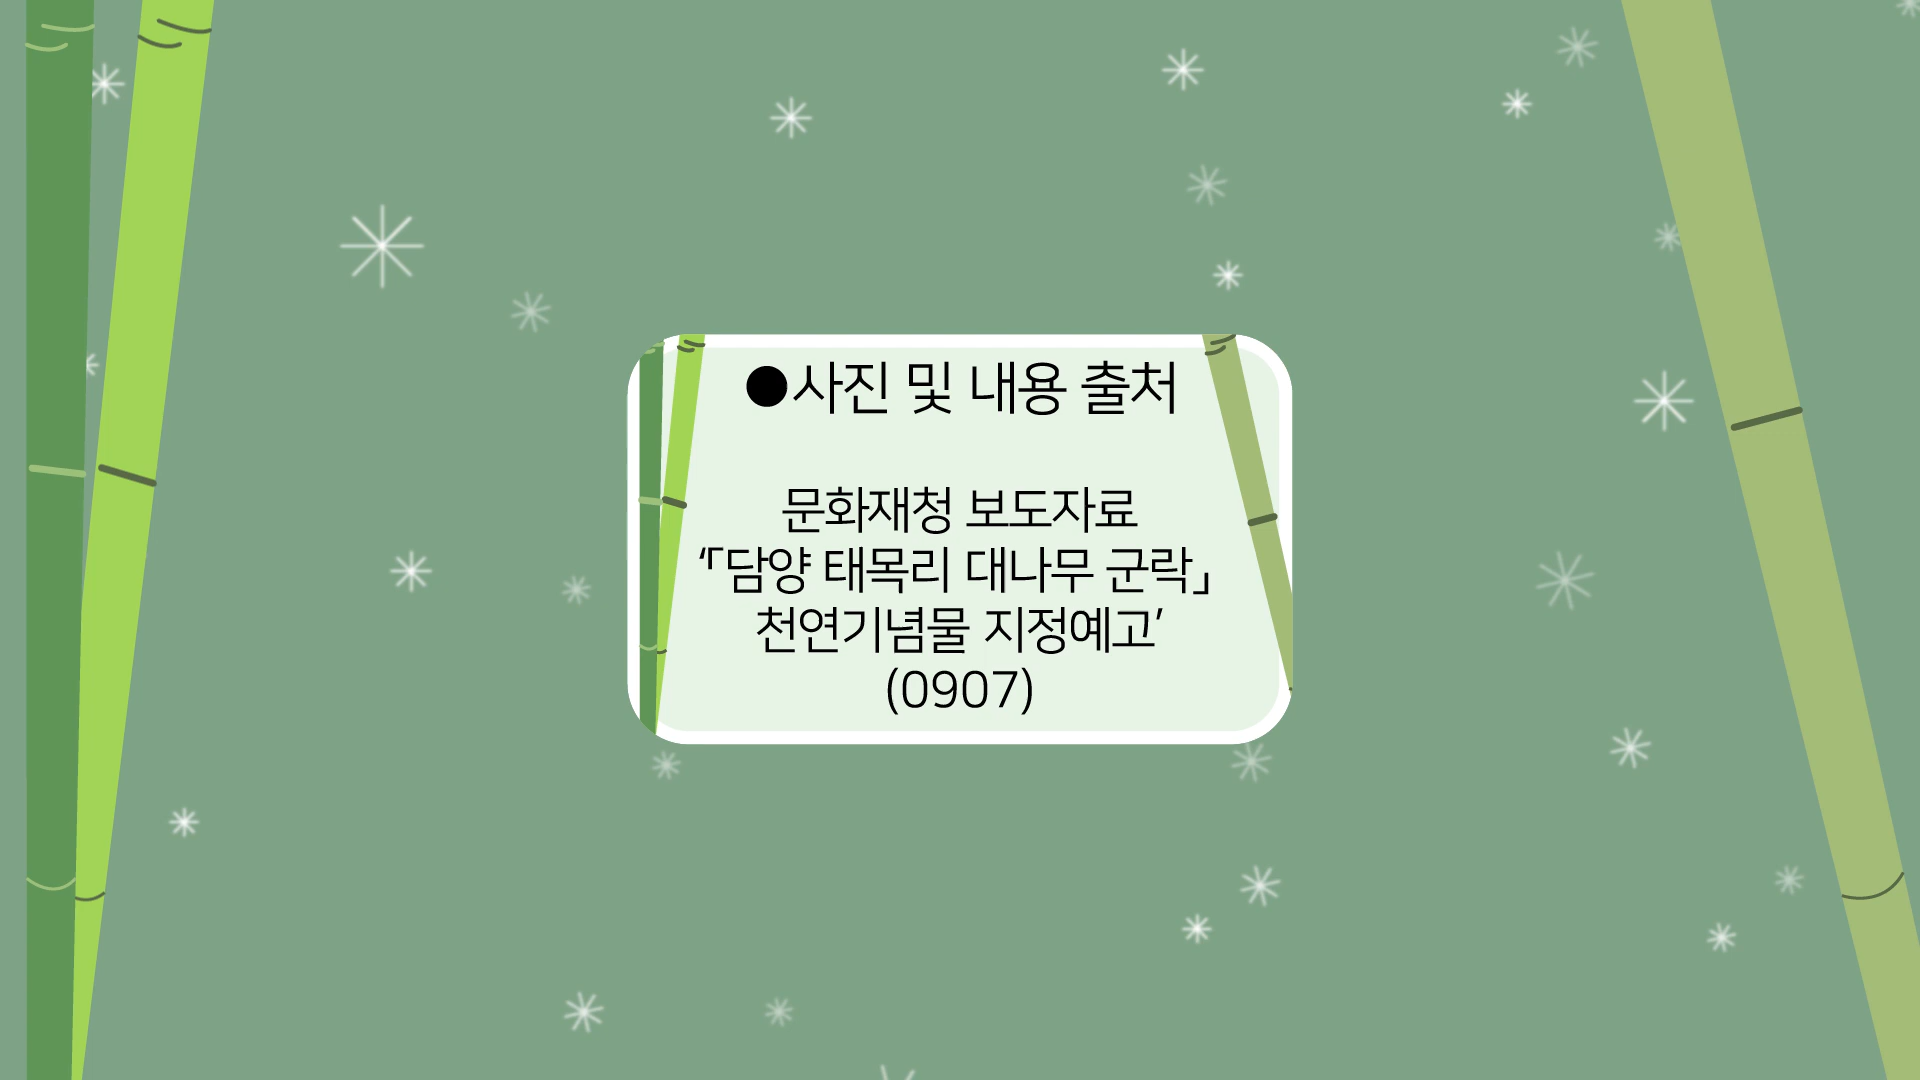 ●사진 및 내용 출처
문화재청 보도자료
‘「담양 태목리 대나무 군락」
천연기념물 지정예고’
(0907)